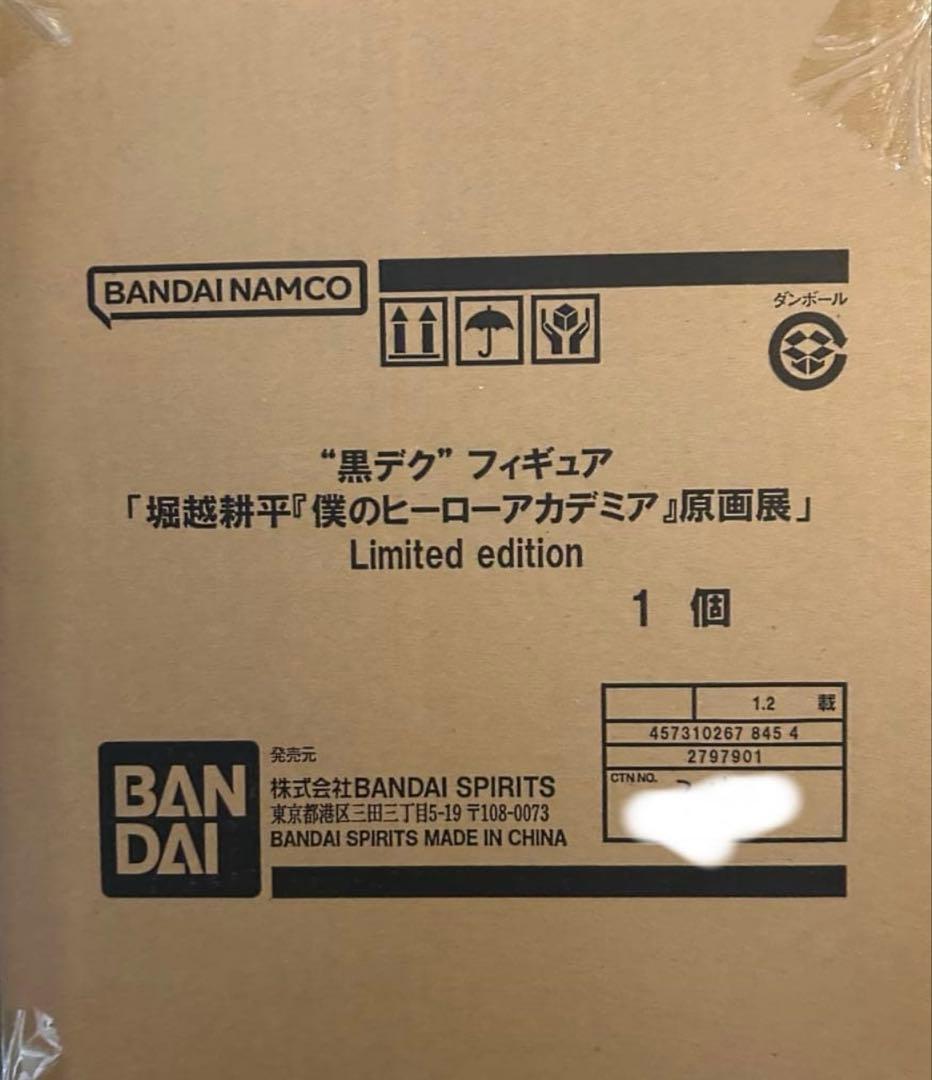 BANDAI NAMCO
ダンボール
“黒デク” フィギュア
「堀越耕平『僕のヒーローアカデミア』原画展」
Limited edition
1 個
1.2 載
457310267 845 4
2797901
CTN NO.
BAN
DAI
発売元
株式会社BANDAI SPIRITS
東京都港区三田三丁目5-19 〒108-0073
BANDAI SPIRITS MADE IN CHINA